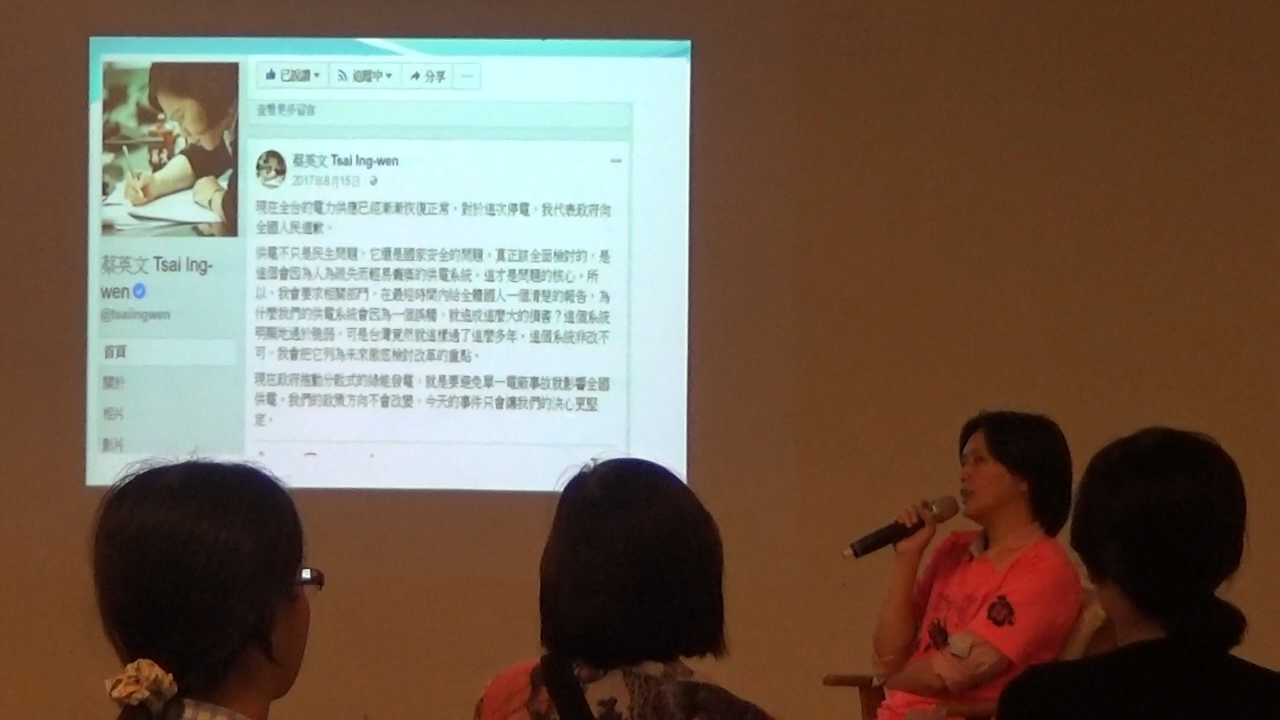 已說讚
追蹤中
分享
查看更多留言
蔡英文 Tsai Ing-wen
2017年8月15日
現在全台的電力供應已經漸漸恢復正常，對於這次停電，我代表政府向
全國人民道歉。
供電不只是民生問題，它還是國家安全的問題。真正該全面檢討的，是
這個會因為人為疏失而輕易癱瘓的供電系統。這才是問題的核心。所
以，我會要求相關部門，在最短時間內給全體國人一個清楚的報告，為
什麼我們的供電系統會因為一個誤觸，就造成這麼大的損害？這個系統
明顯地過於脆弱，可是台灣竟然就這樣過了這麼多年。這個系統非改不
可，我會把它列為未來徹底檢討改革的重點。
現在政府推動分散式的綠能發電，就是要避免單一電廠事故就影響全國
供電。我們的政策方向不會改變，今天的事件只會讓我們的決心更堅
定。
蔡英文 Tsai Ing-
wen
@tsaiingwen
首頁
關於
相片
影片